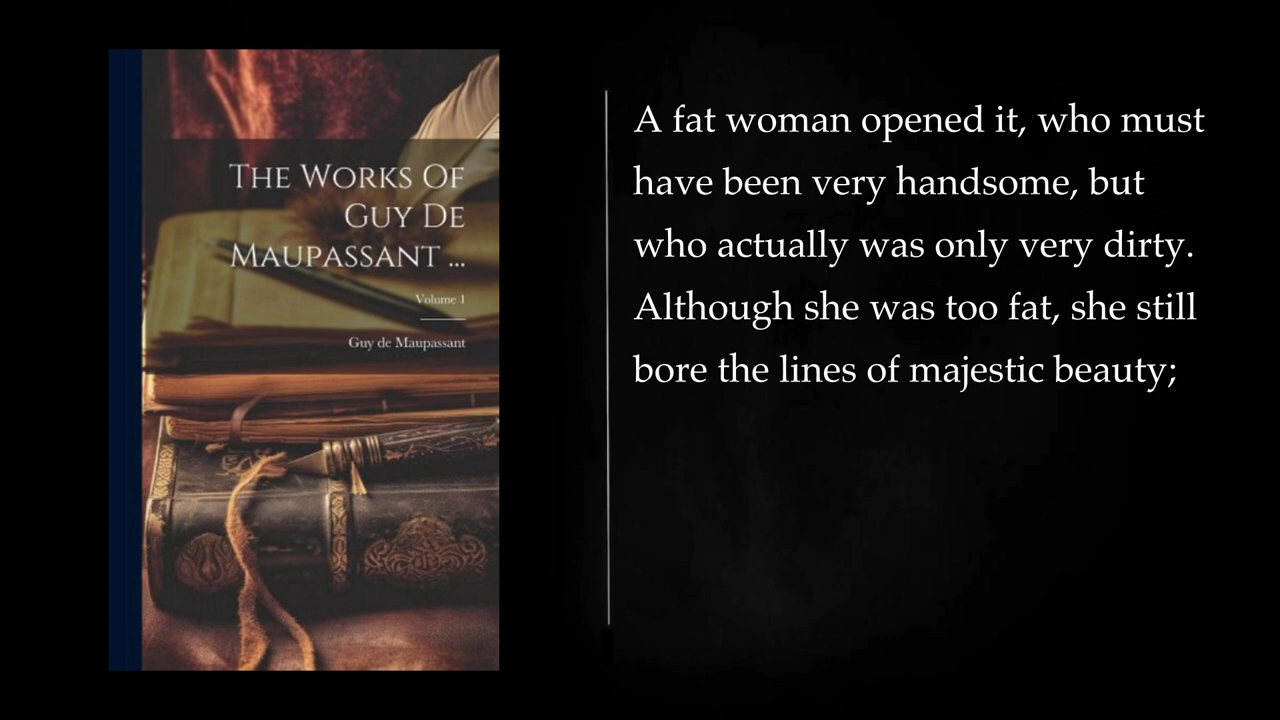 THE WORKS OF
GUY DE
MAUPASSANT ...
Volume 1
Guy de Maupassant
A fat woman opened it, who must
have been very handsome, but
who actually was only very dirty.
Although she was too fat, she still
bore the lines of majestic beauty;